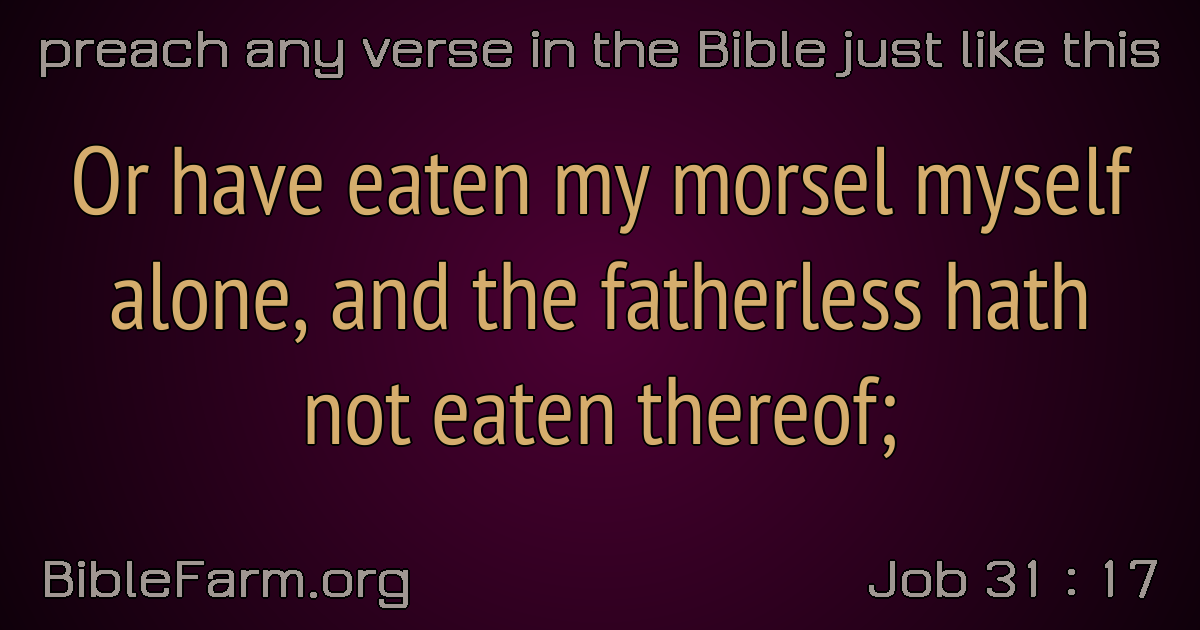 preach any verse in the Bible just like this
Or have eaten my morsel myself
alone, and the fatherless hath
not eaten thereof;
BibleFarm.org
Job 31 : 17